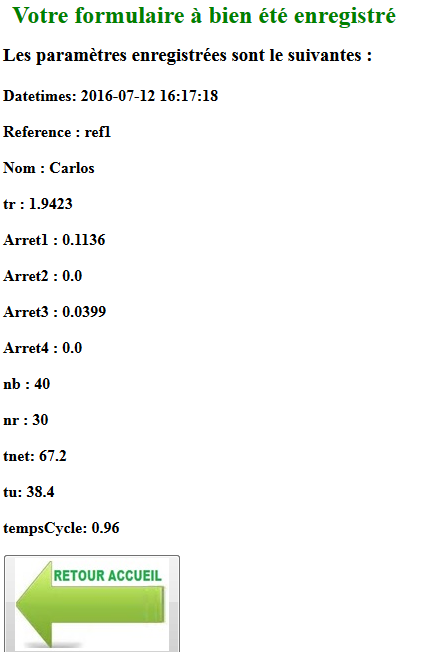 Votre formulaire à bien été enregistré
Les paramètres enregistrées sont le suivantes :
Datetimes: 2016-07-12 16:17:18
Reference : ref1
Nom : Carlos
tr : 1.9423
Arret1 : 0.1136
Arret2 : 0.0
Arret3 : 0.0399
Arret4 : 0.0
nb : 40
nr : 30
tnet: 67.2
tu: 38.4
tempsCycle: 0.96
RETOUR ACCUEIL